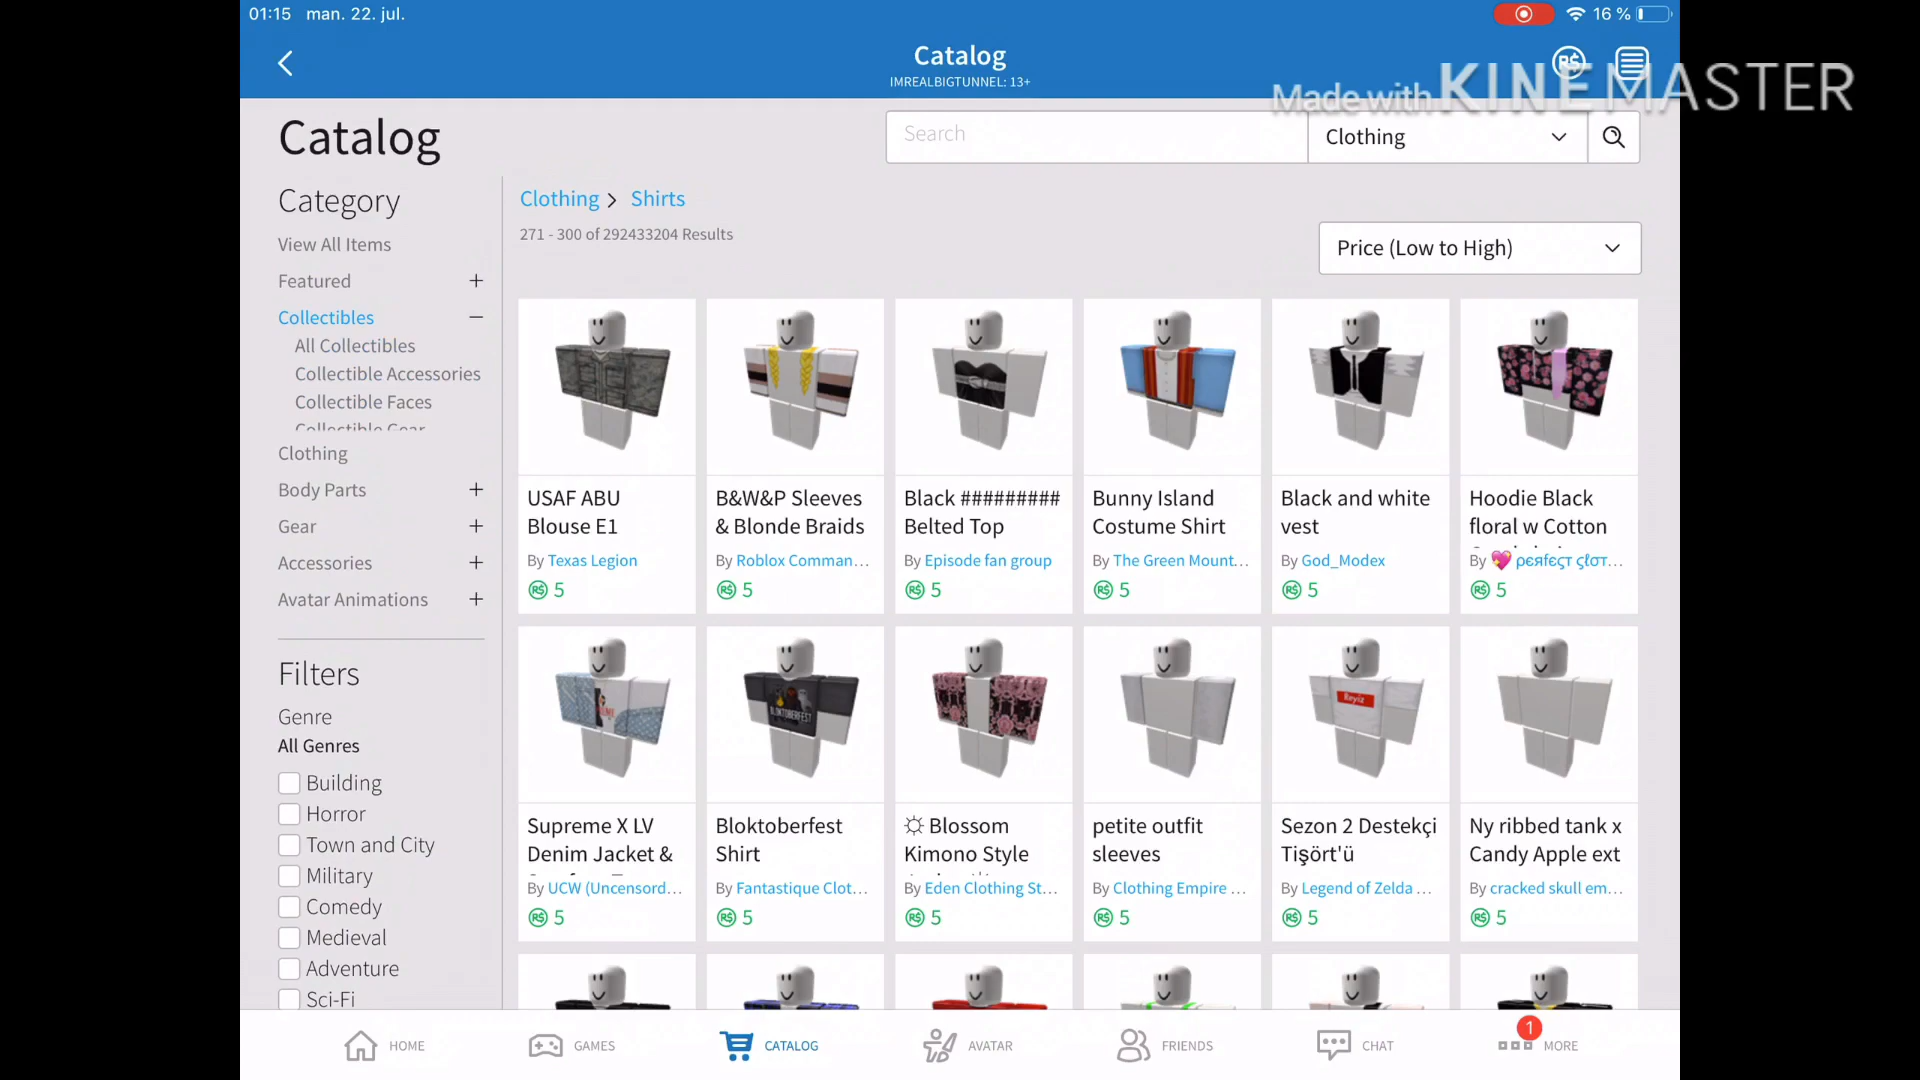 01:15 man. 22. jul.
16 %
Catalog
IMREALBIGTUNNEL: 13+
Made with KINEMASTER
Catalog
Search
Clothing
Category
View All Items
Featured
Collectibles
All Collectibles
Collectible Accessories
Collectible Faces
Collectible Gear
Clothing
Body Parts
Gear
Accessories
Avatar Animations
Filters
Genre
All Genres
Building
Horror
Town and City
Military
Comedy
Medieval
Adventure
Sci-Fi
Clothing > Shirts
271 - 300 of 292433204 Results
Price (Low to High)
USAF ABU
Blouse E1
By Texas Legion
R$ 5
B&W&P Sleeves
& Blonde Braids
By Roblox Comman...
R$ 5
Black #########
Belted Top
By Episode fan group
R$ 5
Bunny Island
Costume Shirt
By The Green Mount...
R$ 5
Black and white
vest
By God_Modex
R$ 5
Hoodie Black
floral w Cotton
By 💖 ρєяfєςт ςℓσт...
R$ 5
Supreme X LV
Denim Jacket &
By UCW (Uncensord...
R$ 5
BLOKTOBERFEST
Bloktoberfest
Shirt
By Fantastique Clot...
R$ 5
☼ Blossom
Kimono Style
By Eden Clothing St...
R$ 5
petite outfit
sleeves
By Clothing Empire ...
R$ 5
Beyiz
Sezon 2 Destekçi
Tişört'ü
By Legend of Zelda ...
R$ 5
Ny ribbed tank x
Candy Apple ext
By cracked skull em...
R$ 5
HOME
GAMES
CATALOG
AVATAR
FRIENDS
CHAT
1
MORE